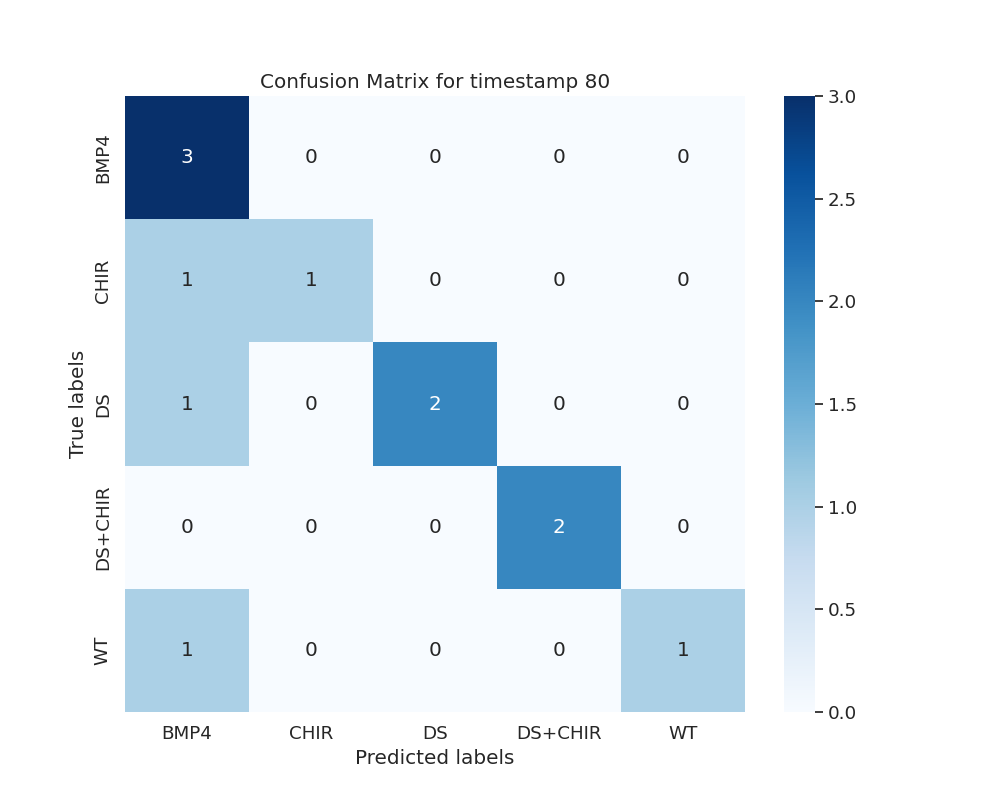 Confusion Matrix for timestamp 80
True labels
BMP4 3 0 0 0 0
CHIR 1 1 0 0 0
DS 1 0 2 0 0
DS+CHIR 0 0 0 2 0
WT 1 0 0 0 1
BMP4 CHIR DS DS+CHIR WT
Predicted labels
3.0
2.5
2.0
1.5
1.0
0.5
0.0